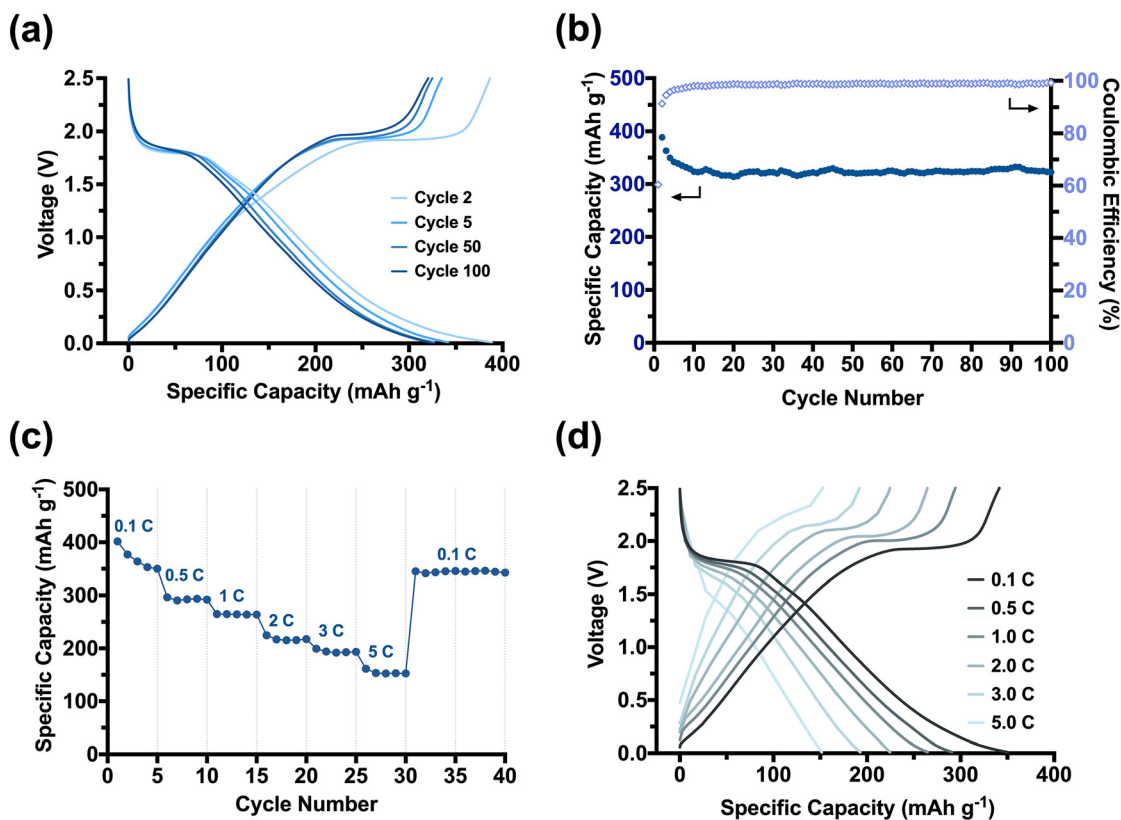 (a)
2.5
2.0
1.5
1.0
0.5
0.0
Voltage (V)
Cycle 2
Cycle 5
Cycle 50
Cycle 100
0 100 200 300 400
Specific Capacity (mAh g-1)
(b)
500
400
300
200
100
0
Specific Capacity (mAh g-1)
100
80
60
40
20
0
Coulombic Efficiency (%)
0 10 20 30 40 50 60 70 80 90 100
Cycle Number
(c)
500
400
300
200
100
0
Specific Capacity (mAh g-1)
0.1 C
0.5 C
1 C
2 C
3 C
5 C
0.1 C
0 5 10 15 20 25 30 35 40
Cycle Number
(d)
2.5
2.0
1.5
1.0
0.5
0.0
Voltage (V)
0.1 C
0.5 C
1.0 C
2.0 C
3.0 C
5.0 C
0 100 200 300 400
Specific Capacity (mAh g-1)